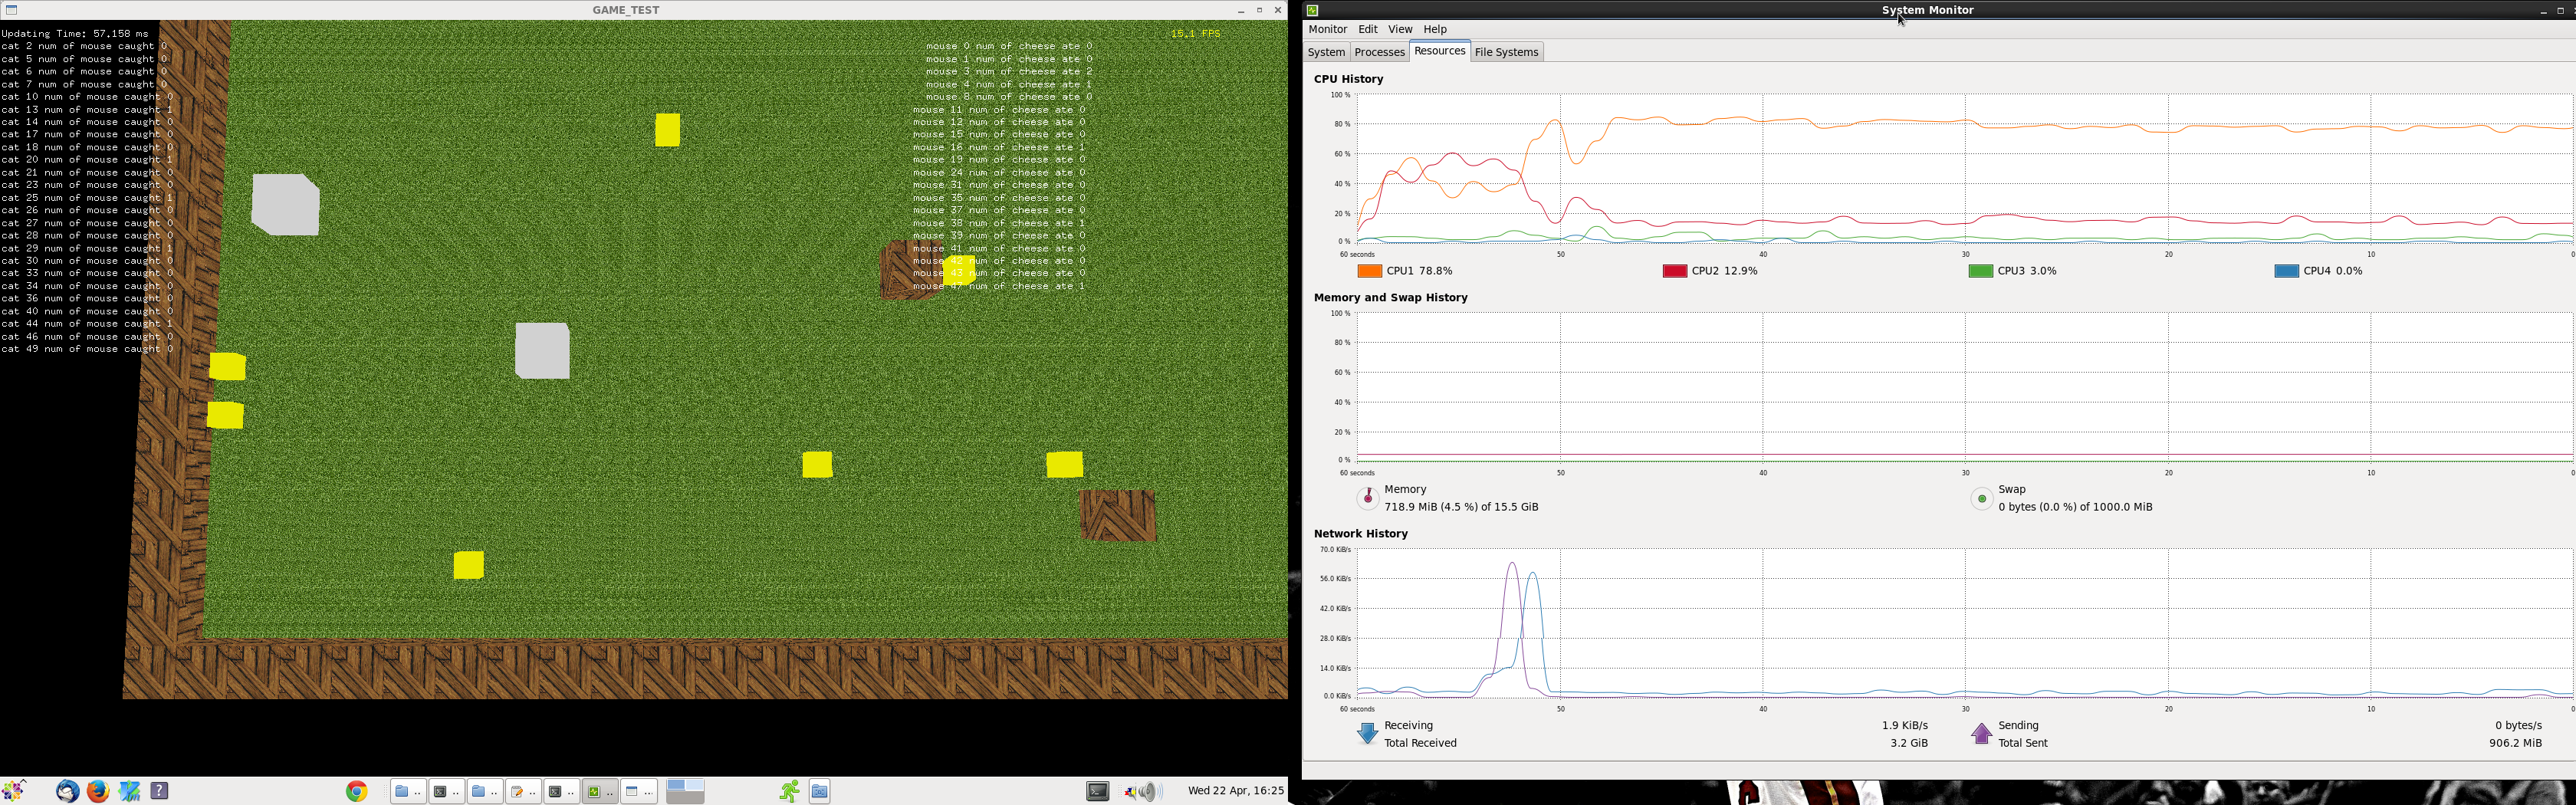 GAME_TEST
Updating Time: 57.158 ms
15.1 FPS
cat 2 num of mouse caught 0
cat 5 num of mouse caught 0
cat 6 num of mouse caught 0
cat 7 num of mouse caught 0
cat 10 num of mouse caught 0
cat 13 num of mouse caught 1
cat 14 num of mouse caught 0
cat 17 num of mouse caught 0
cat 18 num of mouse caught 0
cat 20 num of mouse caught 1
cat 21 num of mouse caught 0
cat 23 num of mouse caught 0
cat 25 num of mouse caught 1
cat 26 num of mouse caught 0
cat 27 num of mouse caught 0
cat 28 num of mouse caught 0
cat 29 num of mouse caught 1
cat 30 num of mouse caught 0
cat 33 num of mouse caught 0
cat 34 num of mouse caught 0
cat 36 num of mouse caught 0
cat 40 num of mouse caught 0
cat 44 num of mouse caught 1
cat 46 num of mouse caught 0
cat 49 num of mouse caught 0
mouse 0 num of cheese ate 0
mouse 1 num of cheese ate 0
mouse 3 num of cheese ate 2
mouse 4 num of cheese ate 1
mouse 8 num of cheese ate 0
mouse 11 num of cheese ate 0
mouse 12 num of cheese ate 0
mouse 15 num of cheese ate 0
mouse 16 num of cheese ate 1
mouse 19 num of cheese ate 0
mouse 24 num of cheese ate 0
mouse 31 num of cheese ate 0
mouse 35 num of cheese ate 0
mouse 37 num of cheese ate 0
mouse 38 num of cheese ate 1
mouse 39 num of cheese ate 0
mouse 41 num of cheese ate 0
mouse 42 num of cheese ate 0
mouse 43 num of cheese ate 0
mouse 47 num of cheese ate 1
Wed 22 Apr, 16:25
System Monitor
Monitor Edit View Help
System Processes Resources File Systems
CPU History
100 %
80 %
60 %
40 %
20 %
0 %
60 seconds 50 40 30 20 10 0
CPU1 78.8% CPU2 12.9% CPU3 3.0% CPU4 0.0%
Memory and Swap History
100 %
80 %
60 %
40 %
20 %
0 %
60 seconds 50 40 30 20 10 0
Memory Swap
718.9 MiB (4.5 %) of 15.5 GiB 0 bytes (0.0 %) of 1000.0 MiB
Network History
70.0 KiB/s
56.0 KiB/s
42.0 KiB/s
28.0 KiB/s
14.0 KiB/s
0.0 KiB/s
60 seconds 50 40 30 20 10 0
Receiving 1.9 KiB/s Sending 0 bytes/s
Total Received 3.2 GiB Total Sent 906.2 MiB